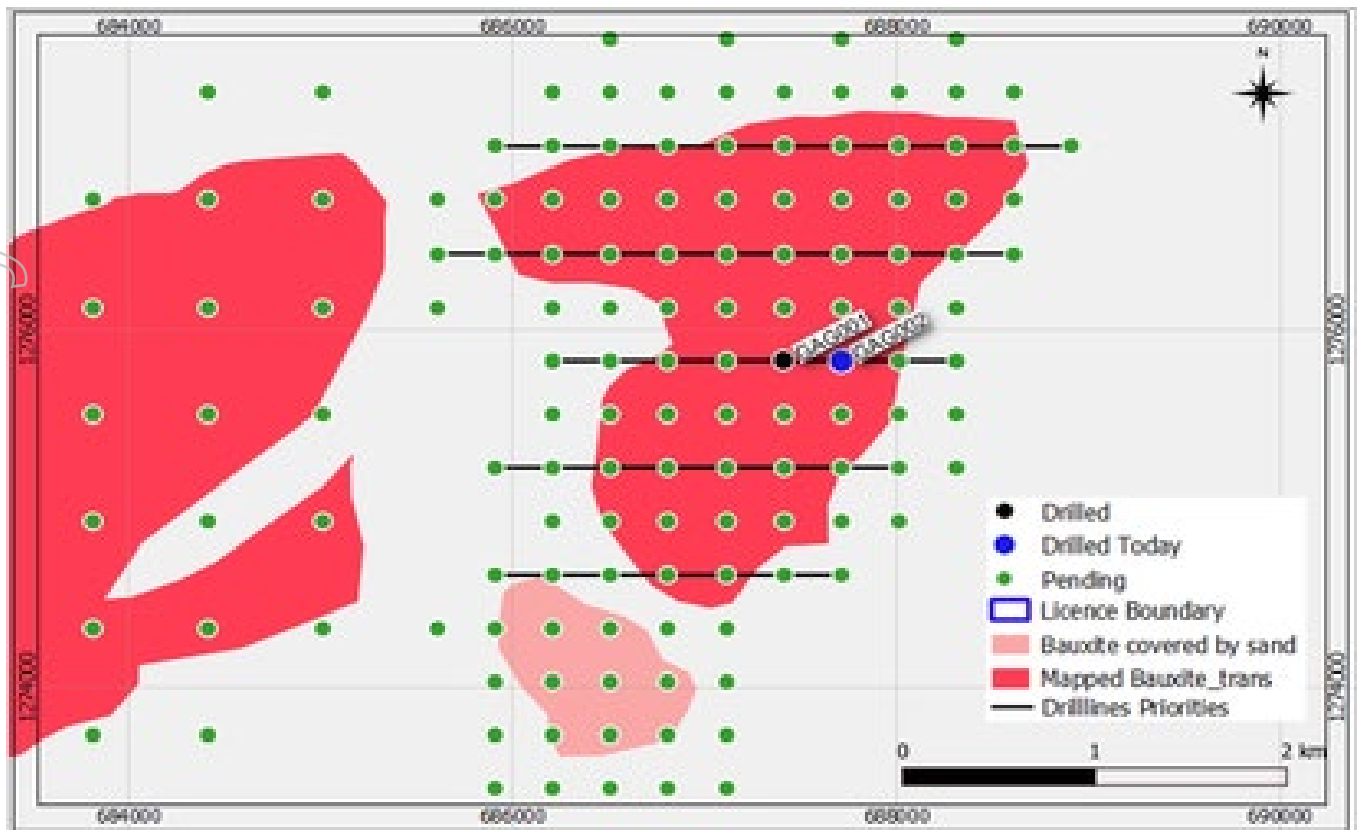 684000 686000 688000 690000
N
1276000 1276000
Drilled
Drilled Today
Pending
Licence Boundary
Bauxite covered by sand
Mapped Bauxite_trans
Drilllines Priorities
1274000 1274000
0 1 2 km
684000 686000 688000 690000